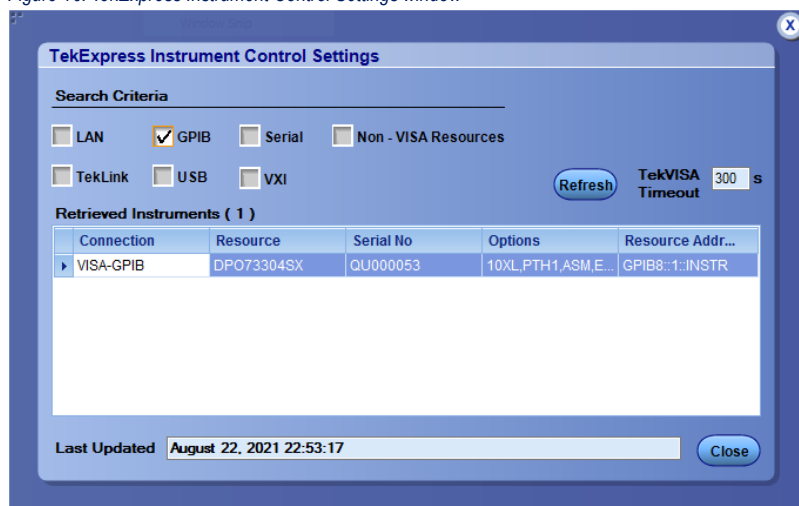 TekExpress Instrument Control Settings
Search Criteria
LAN GPIB Serial Non - VISA Resources
TekLink USB VXI
Refresh TekVISA Timeout 300 s
Retrieved Instruments ( 1 )
Connection Resource Serial No Options Resource Addr...
VISA-GPIB DPO73304SX QU000053 10XL,PTH1,ASM,E... GPIB8::1::INSTR
Last Updated August 22, 2021 22:53:17 Close